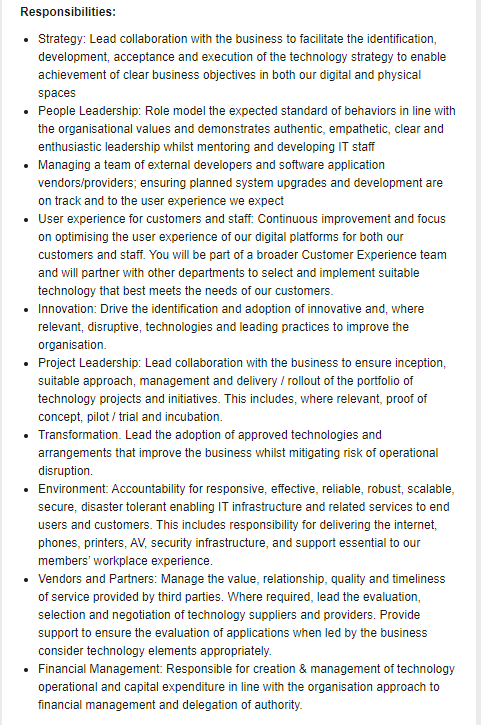 Responsibilities:
• Strategy: Lead collaboration with the business to facilitate the identification,
development, acceptance and execution of the technology strategy to enable
achievement of clear business objectives in both our digital and physical
spaces
• People Leadership: Role model the expected standard of behaviors in line with
the organisational values and demonstrates authentic, empathetic, clear and
enthusiastic leadership whilst mentoring and developing IT staff
• Managing a team of external developers and software application
vendors/providers; ensuring planned system upgrades and development are
on track and to the user experience we expect
• User experience for customers and staff: Continuous improvement and focus
on optimising the user experience of our digital platforms for both our
customers and staff. You will be part of a broader Customer Experience team
and will partner with other departments to select and implement suitable
technology that best meets the needs of our customers.
• Innovation: Drive the identification and adoption of innovative and, where
relevant, disruptive, technologies and leading practices to improve the
organisation.
• Project Leadership: Lead collaboration with the business to ensure inception,
suitable approach, management and delivery / rollout of the portfolio of
technology projects and initiatives. This includes, where relevant, proof of
concept, pilot / trial and incubation.
• Transformation. Lead the adoption of approved technologies and
arrangements that improve the business whilst mitigating risk of operational
disruption.
• Environment: Accountability for responsive, effective, reliable, robust, scalable,
secure, disaster tolerant enabling IT infrastructure and related services to end
users and customers. This includes responsibility for delivering the internet,
phones, printers, AV, security infrastructure, and support essential to our
members' workplace experience.
• Vendors and Partners: Manage the value, relationship, quality and timeliness
of service provided by third parties. Where required, lead the evaluation,
selection and negotiation of technology suppliers and providers. Provide
support to ensure the evaluation of applications when led by the business
consider technology elements appropriately.
• Financial Management: Responsible for creation & management of technology
operational and capital expenditure in line with the organisation approach to
financial management and delegation of authority.